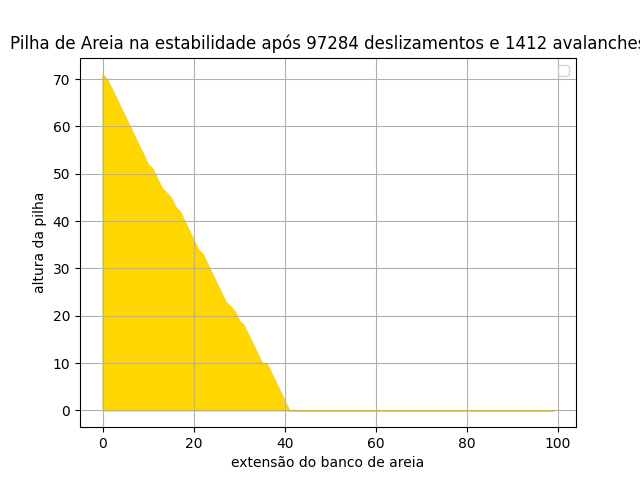 Pilha de Areia na estabilidade após 97284 deslizamentos e 1412 avalanches
70
60
50
40
30
20
10
0
altura da pilha
0 20 40 60 80 100
extensão do banco de areia